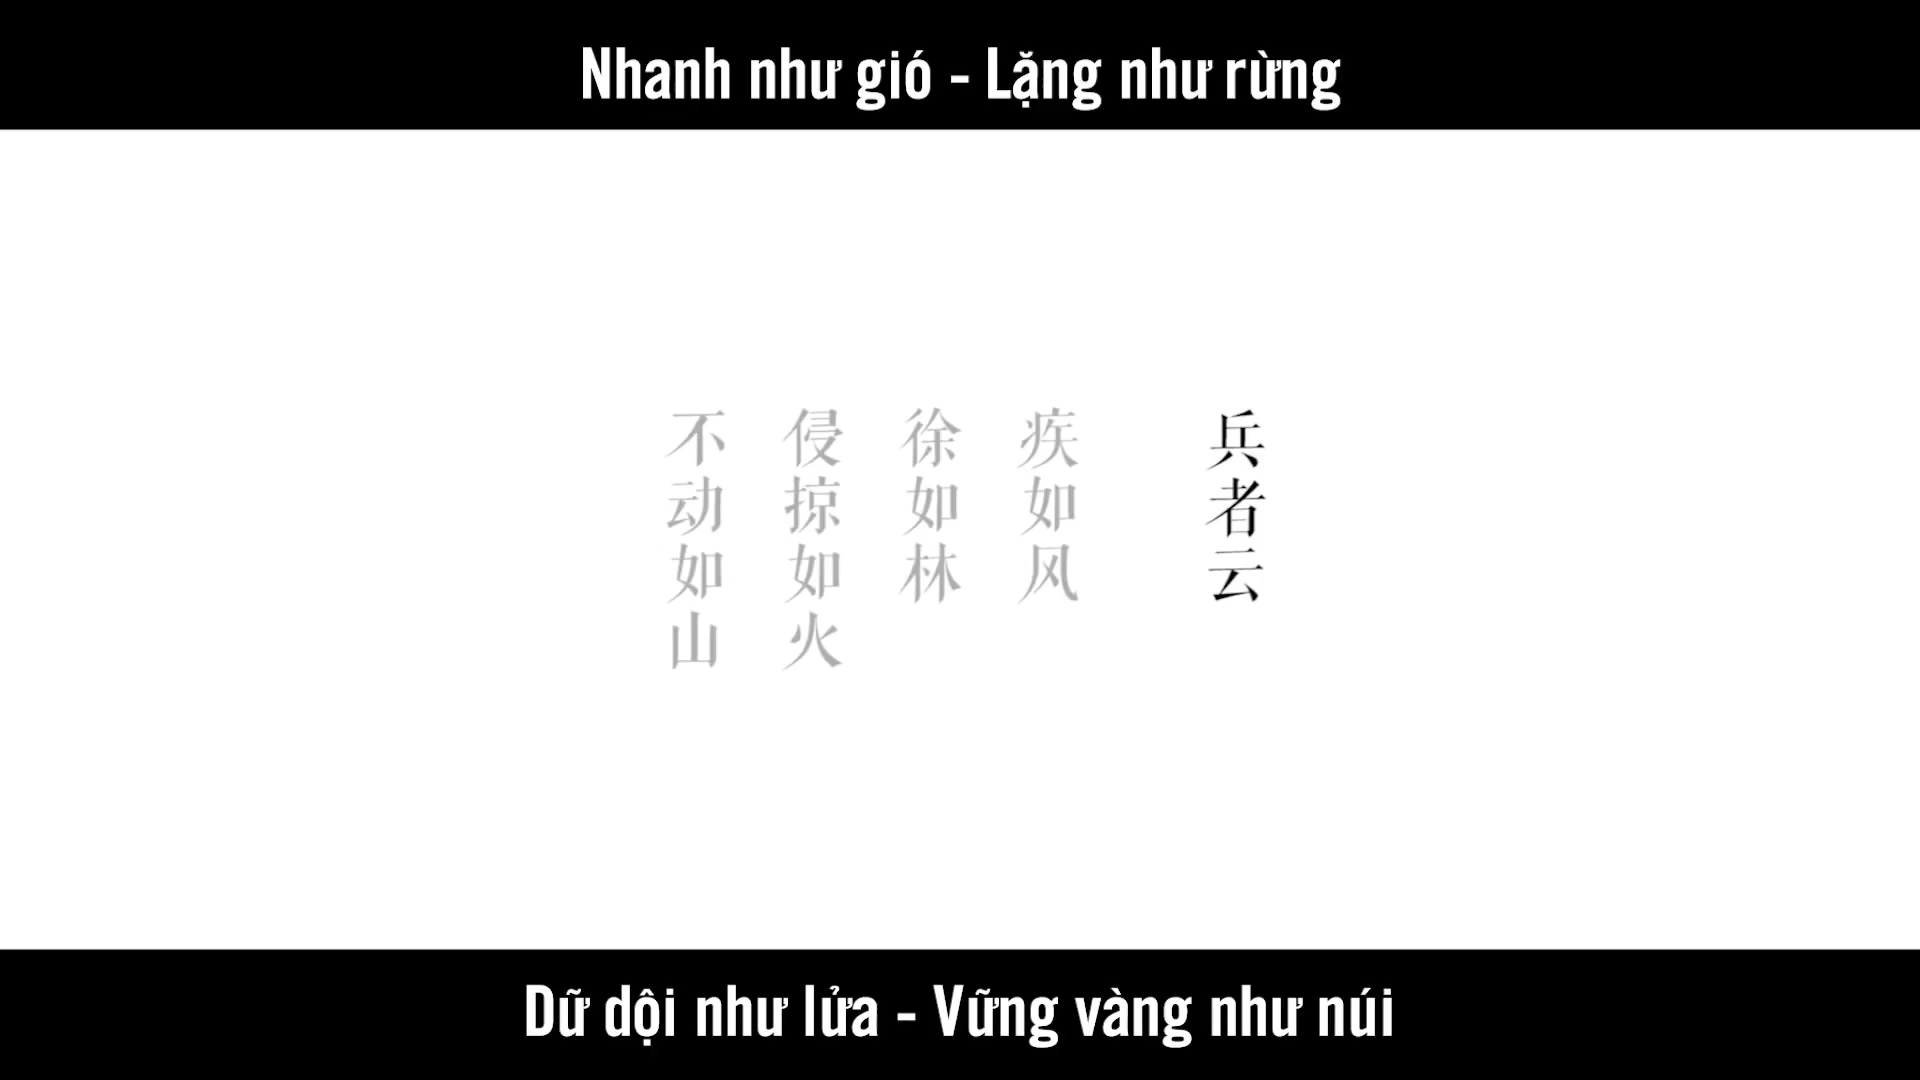 Nhanh như gió - Lặng như rừng
兵者云
疾如风
徐如林
侵掠如火
不动如山
Dữ dội như lửa - Vững vàng như núi